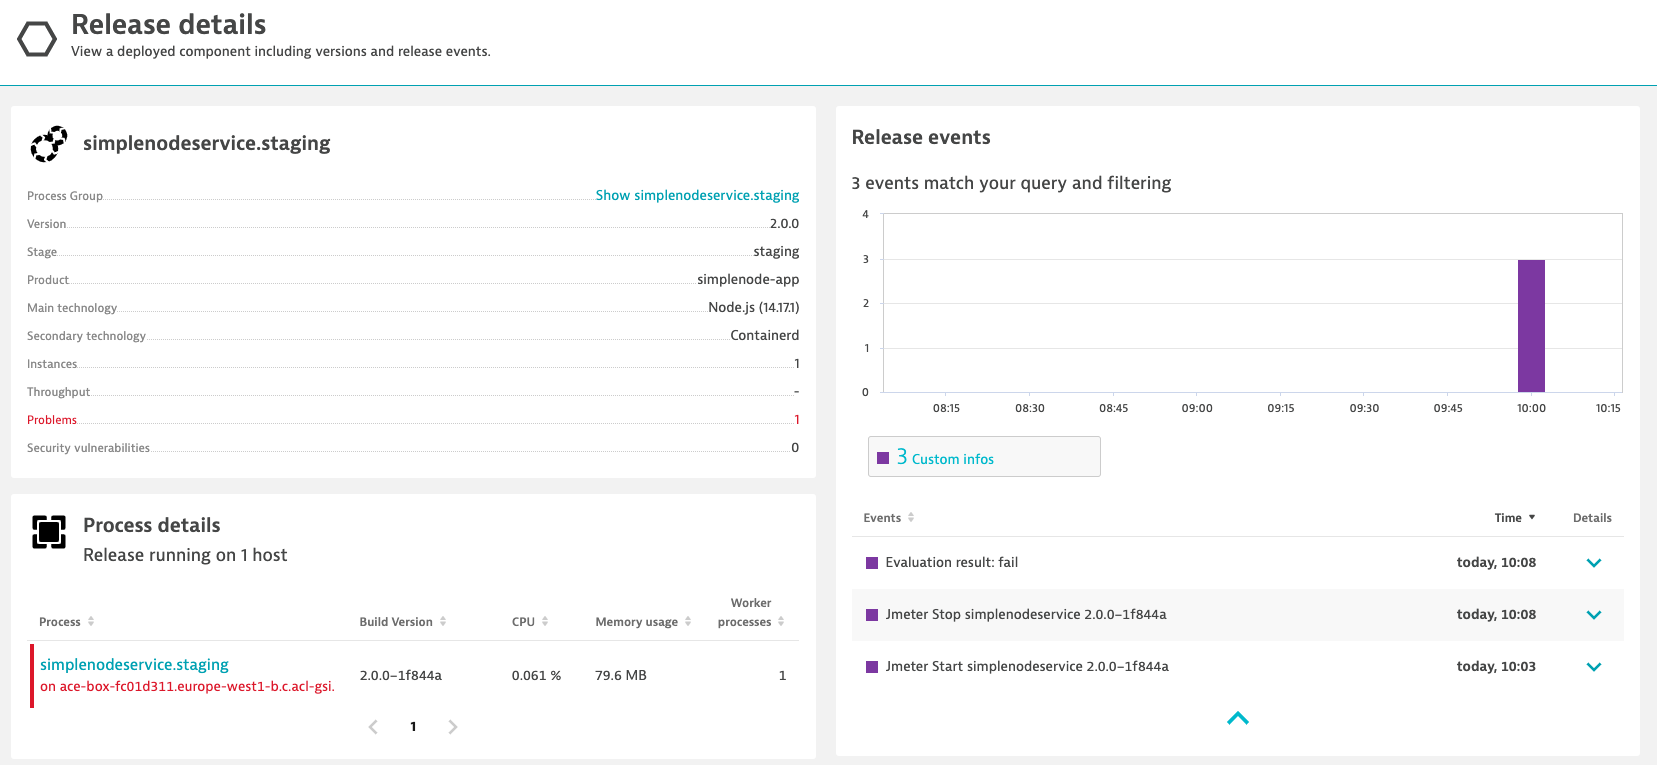 Release details
View a deployed component including versions and release events.
simplenodeservice.staging
Process Group Show simplenodeservice.staging
Version 2.0.0
Stage staging
Product simplenode-app
Main technology Node.js (14.17.1)
Secondary technology Containerd
Instances 1
Throughput -
Problems 1
Security vulnerabilities 0
Process details
Release running on 1 host
Process Build Version CPU Memory usage Worker processes
simplenodeservice.staging 2.0.0-1f844a 0.061 % 79.6 MB 1
on ace-box-fc01d311.europe-west1-b.c.acl-gsi.
1
Release events
3 events match your query and filtering
4
3
2
1
0
08:15 08:30 08:45 09:00 09:15 09:30 09:45 10:00 10:15
3 Custom infos
Events Time Details
Evaluation result: fail today, 10:08
Jmeter Stop simplenodeservice 2.0.0-1f844a today, 10:08
Jmeter Start simplenodeservice 2.0.0-1f844a today, 10:03